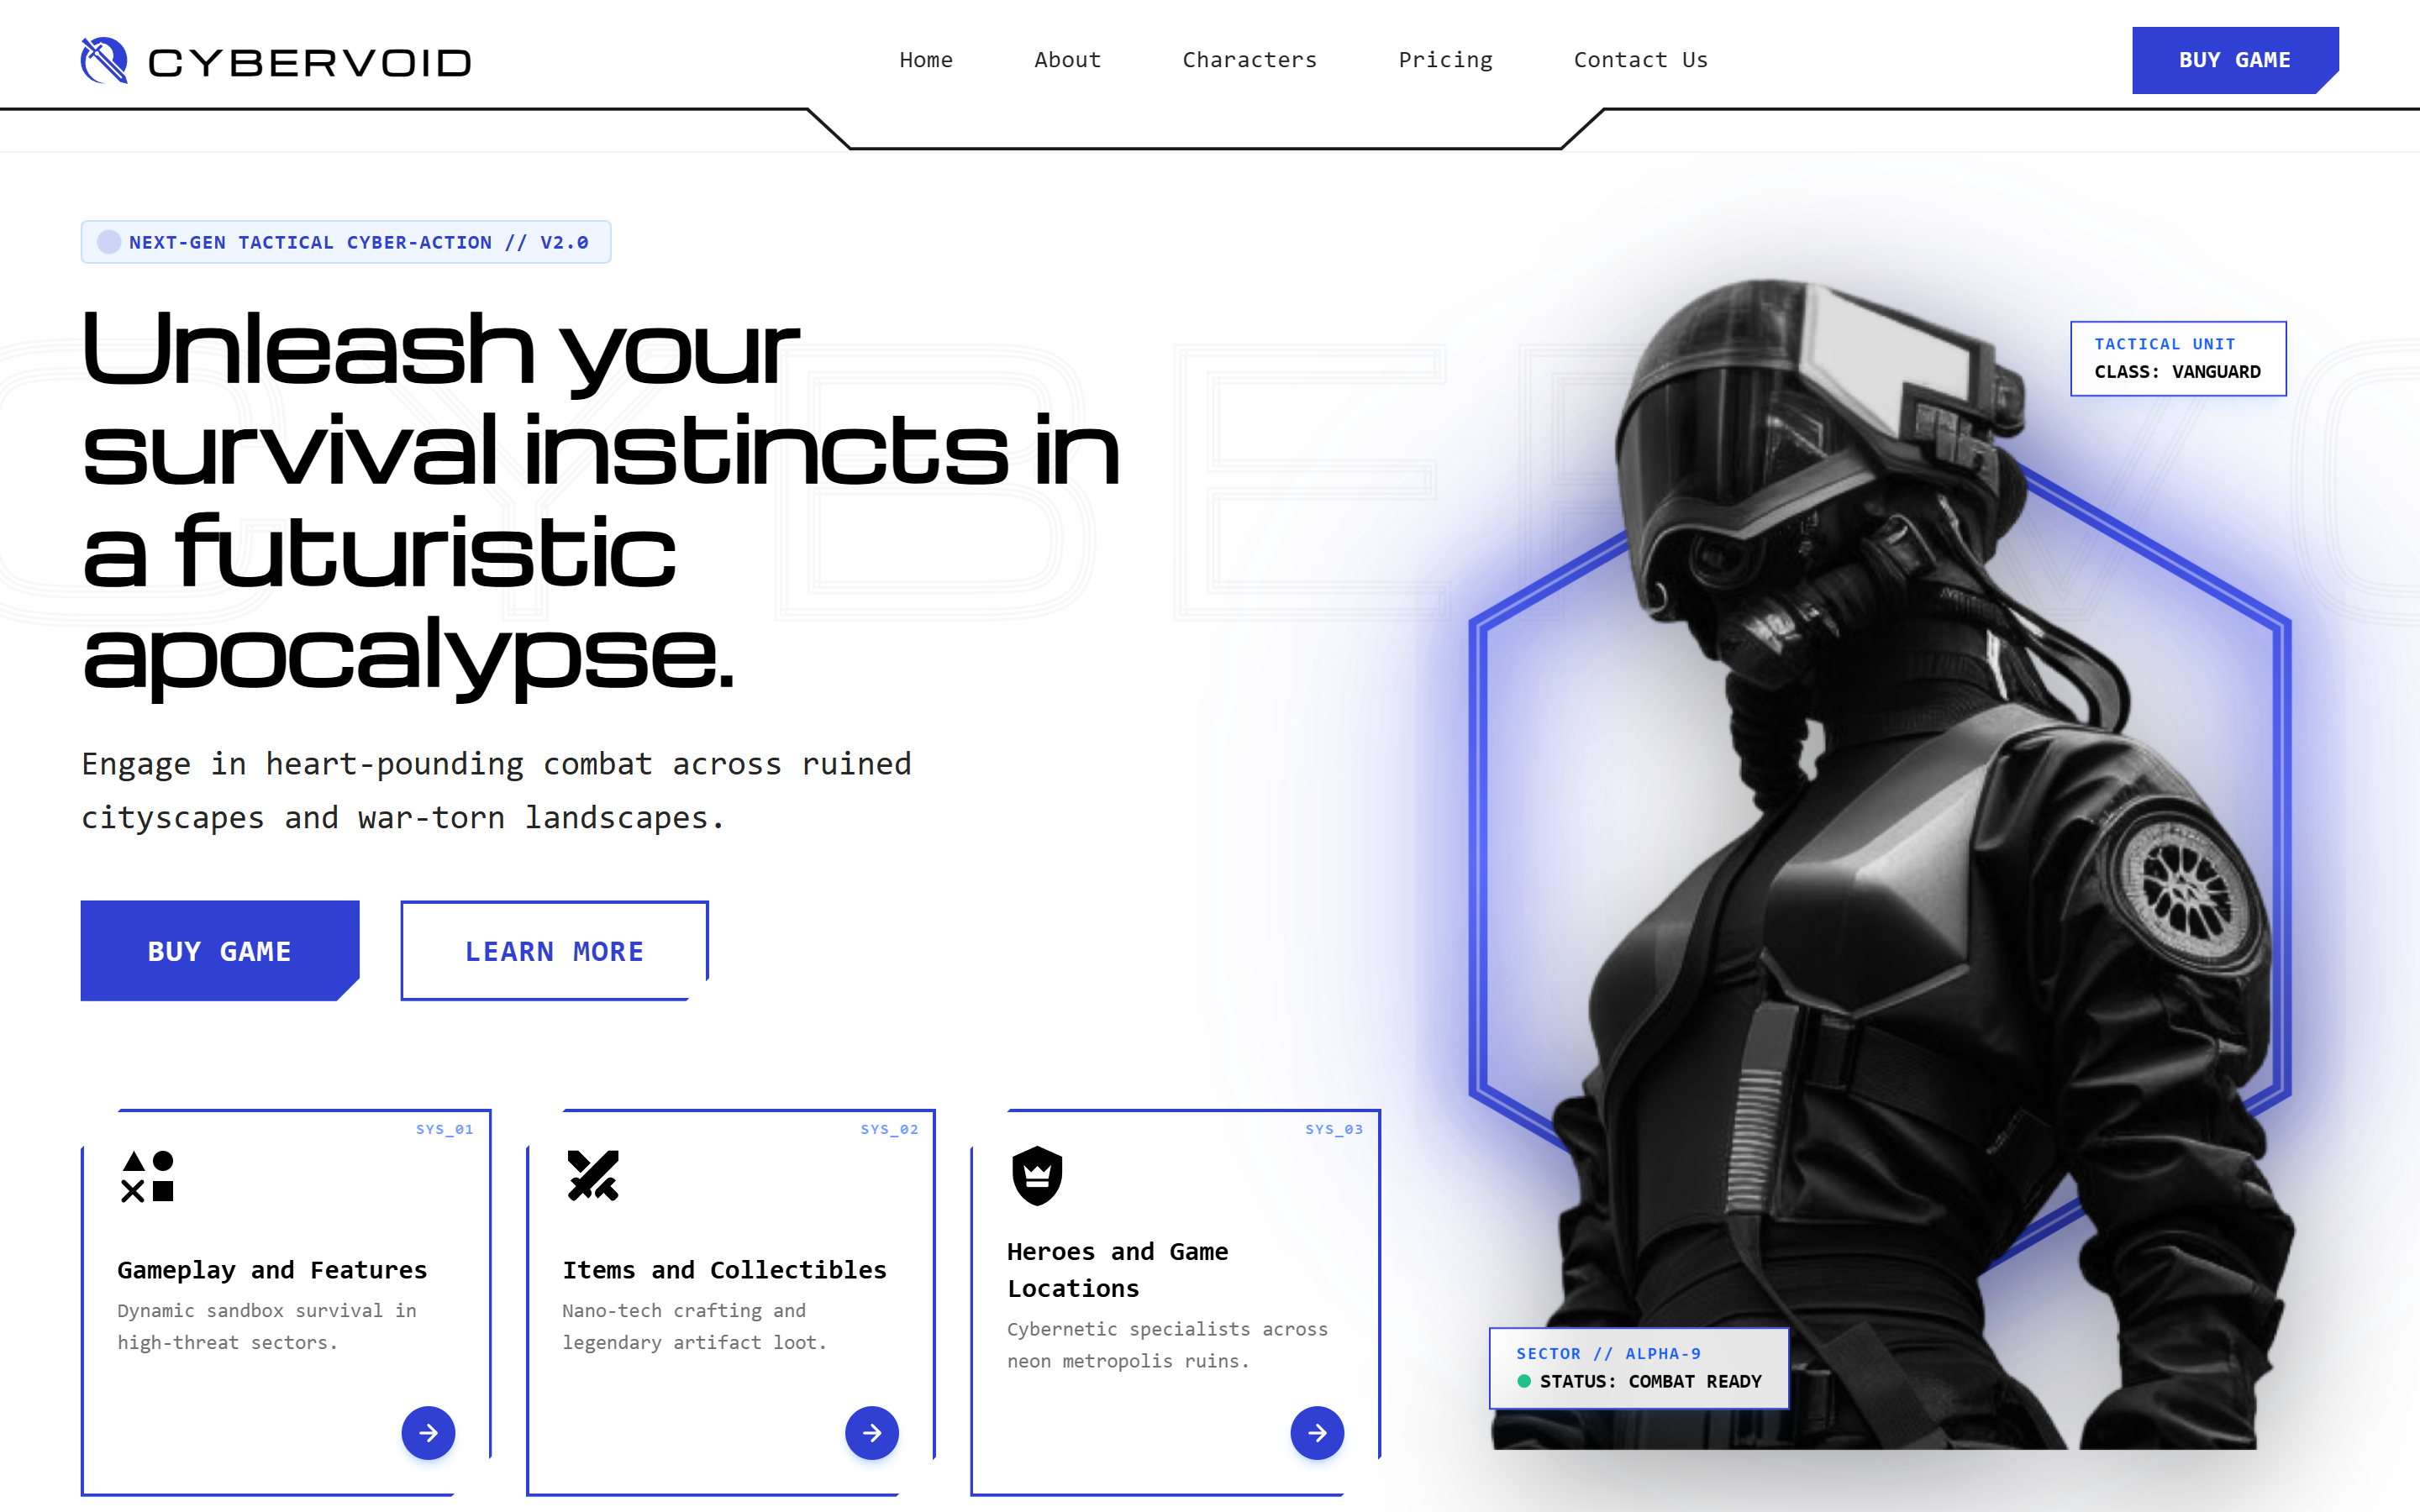 CYBERVOID
Home
About
Characters
Pricing
Contact Us
BUY GAME
NEXT-GEN TACTICAL CYBER-ACTION // V2.0
Unleash your
survival instincts in
a futuristic
apocalypse.
Engage in heart-pounding combat across ruined
cityscapes and war-torn landscapes.
BUY GAME
LEARN MORE
TACTICAL UNIT
CLASS: VANGUARD
SYS_01
Gameplay and Features
Dynamic sandbox survival in
high-threat sectors.
SYS_02
Items and Collectibles
Nano-tech crafting and
legendary artifact loot.
SYS_03
Heroes and Game
Locations
Cybernetic specialists across
neon metropolis ruins.
SECTOR // ALPHA-9
STATUS: COMBAT READY